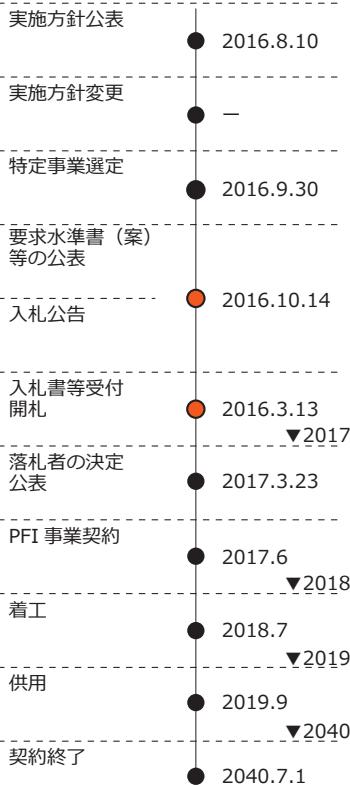 実施方針公表
2016.8.10
実施方針変更
—
特定事業選定
2016.9.30
要求水準書（案）
等の公表
2016.10.14
入札公告
入札書等受付
開札
2016.3.13
▼2017
落札者の決定
公表
2017.3.23
PFI 事業契約
2017.6
▼2018
着工
2018.7
▼2019
供用
2019.9
▼2040
契約終了
2040.7.1